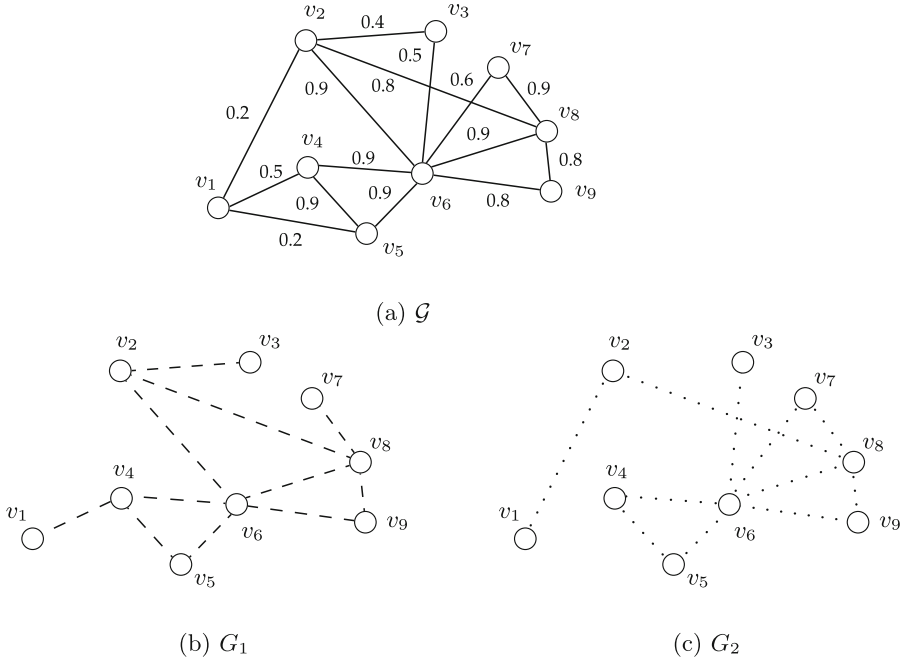 v₂
v₃
0.4
0.5
v₇
0.6
0.9
0.9
0.8
v₈
0.2
v₄
0.9
0.9
0.8
v₁
0.5
0.9
0.9
v₆
0.8
v₉
0.2
v₅
(a) 𝒢
v₂
v₃
v₇
v₈
v₄
v₁
v₆
v₉
v₅
(b) G₁
v₂
v₃
v₇
v₈
v₄
v₁
v₆
v₉
v₅
(c) G₂